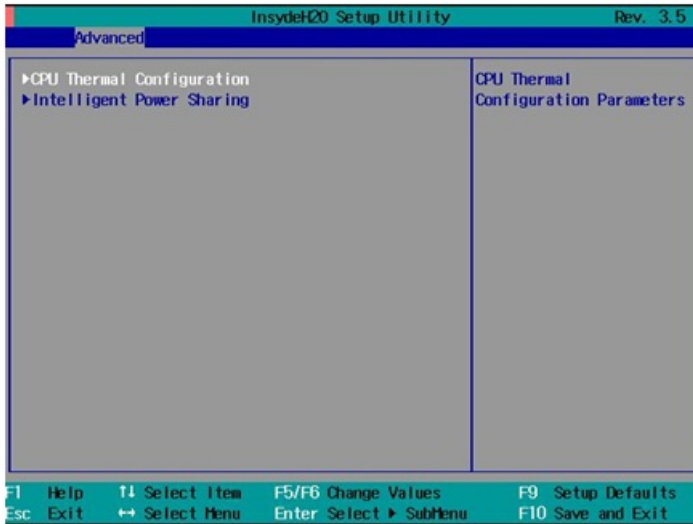 InsydeH20 Setup Utility Rev. 3.5
Advanced
▶CPU Thermal Configuration
▶Intelligent Power Sharing
CPU Thermal
Configuration Parameters
F1 Help ↑↓ Select Item F5/F6 Change Values F9 Setup Defaults
Esc Exit ↔ Select Menu Enter Select ▶ SubMenu F10 Save and Exit